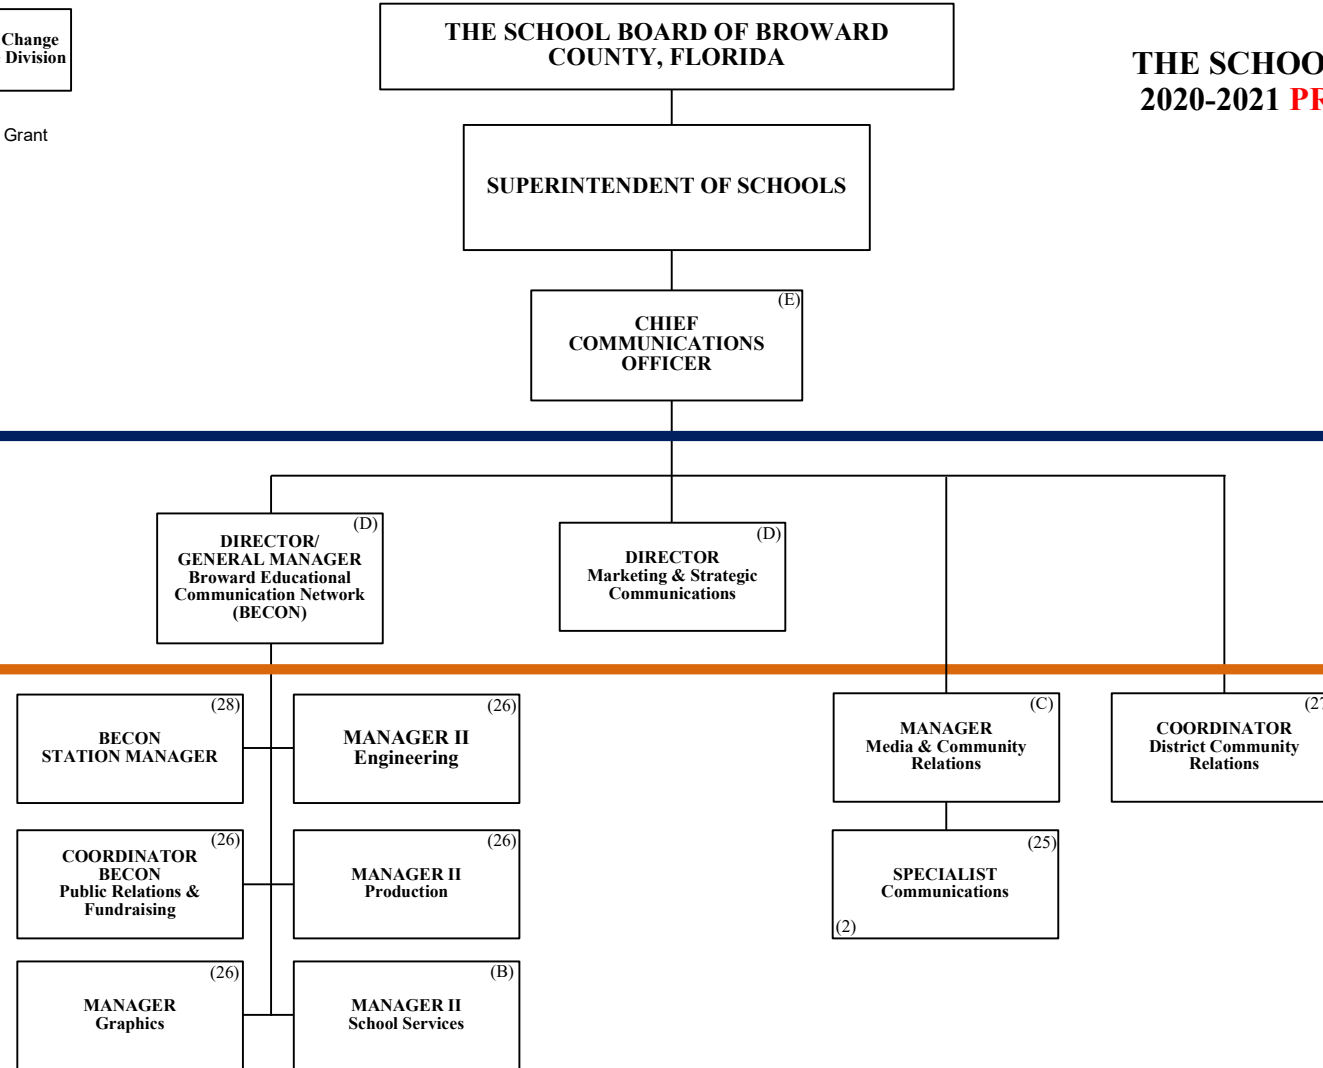 Change
Division
Grant
THE SCHOOL BOARD OF BROWARD
COUNTY, FLORIDA
THE SCHOO
2020-2021 PR
SUPERINTENDENT OF SCHOOLS
(E)
CHIEF
COMMUNICATIONS
OFFICER
(D)
DIRECTOR/
GENERAL MANAGER
Broward Educational
Communication Network
(BECON)
(D)
DIRECTOR
Marketing & Strategic
Communications
(28)
BECON
STATION MANAGER
(26)
MANAGER II
Engineering
(C)
MANAGER
Media & Community
Relations
(27
COORDINATOR
District Community
Relations
(26)
COORDINATOR
BECON
Public Relations &
Fundraising
(26)
MANAGER II
Production
(25)
SPECIALIST
Communications
(2)
(26)
MANAGER
Graphics
(B)
MANAGER II
School Services